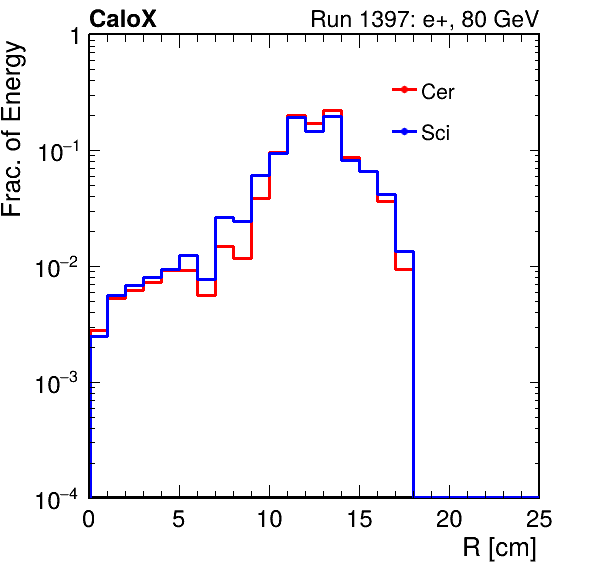 CaloX Run 1397: e+, 80 GeV
Frac. of Energy
1
10⁻¹
10⁻²
10⁻³
10⁻⁴
Cer
Sci
0 5 10 15 20 25
R [cm]